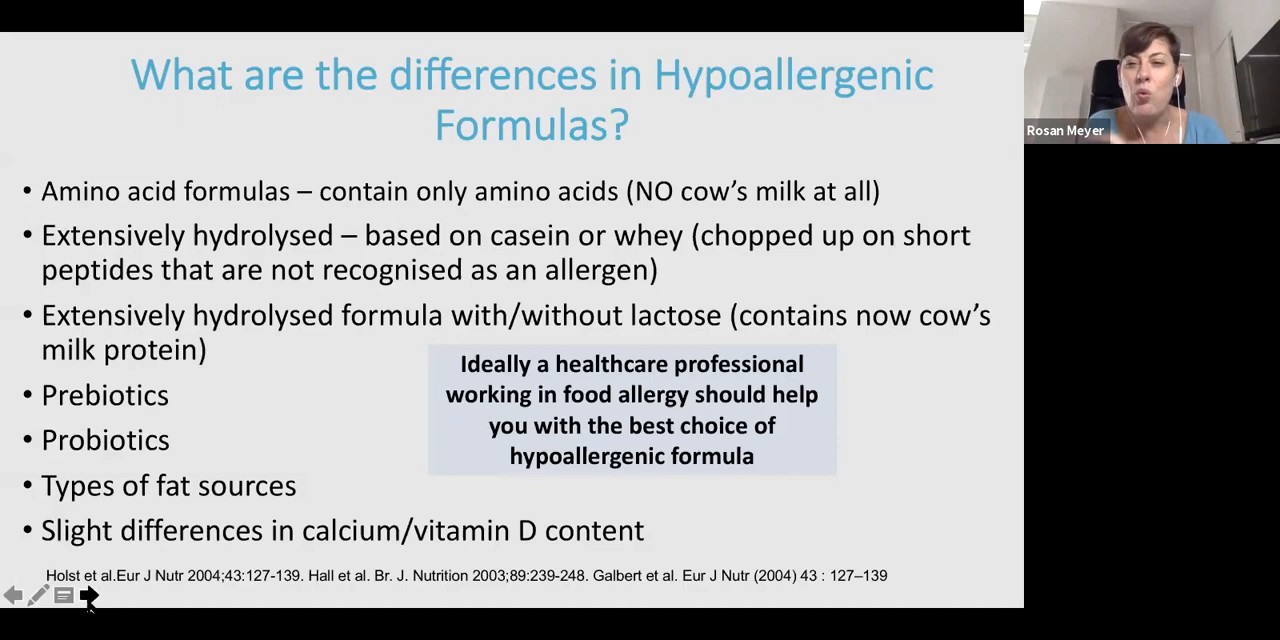 What are the differences in Hypoallergenic
Formulas?
• Amino acid formulas – contain only amino acids (NO cow’s milk at all)
• Extensively hydrolysed – based on casein or whey (chopped up on short
peptides that are not recognised as an allergen)
• Extensively hydrolysed formula with/without lactose (contains now cow’s
milk protein)
• Prebiotics
• Probiotics
• Types of fat sources
• Slight differences in calcium/vitamin D content
Ideally a healthcare professional
working in food allergy should help
you with the best choice of
hypoallergenic formula
Holst et al.Eur J Nutr 2004;43:127-139. Hall et al. Br. J. Nutrition 2003;89:239-248. Galbert et al. Eur J Nutr (2004) 43 : 127–139
Rosan Meyer